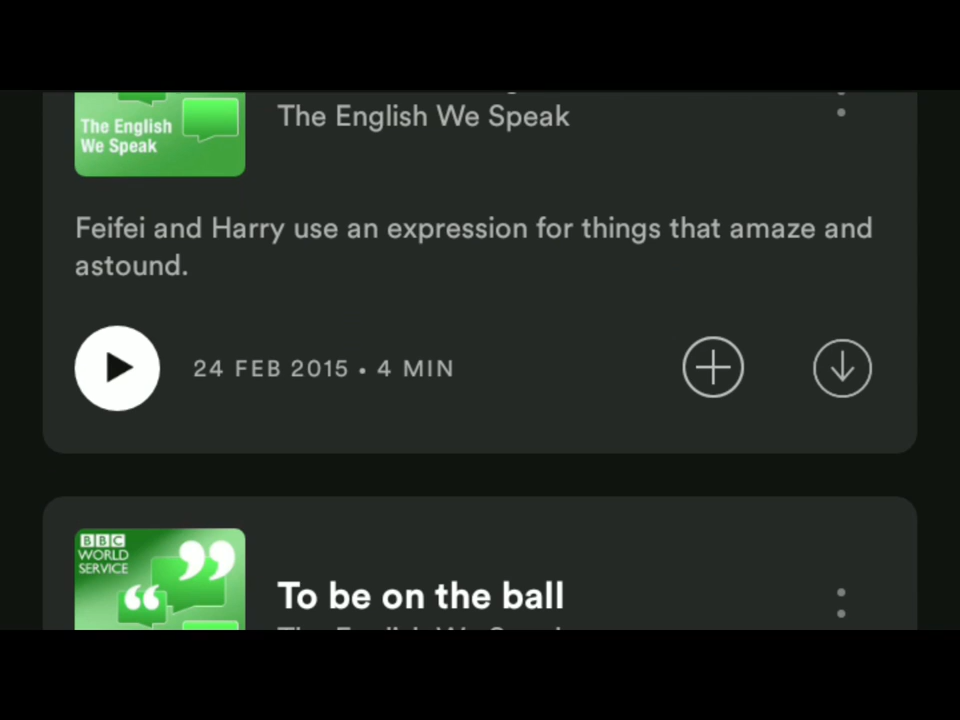 The English We Speak
The English
We Speak
Feifei and Harry use an expression for things that amaze and
astound.
24 FEB 2015 • 4 MIN
BBC
WORLD
SERVICE
To be on the ball